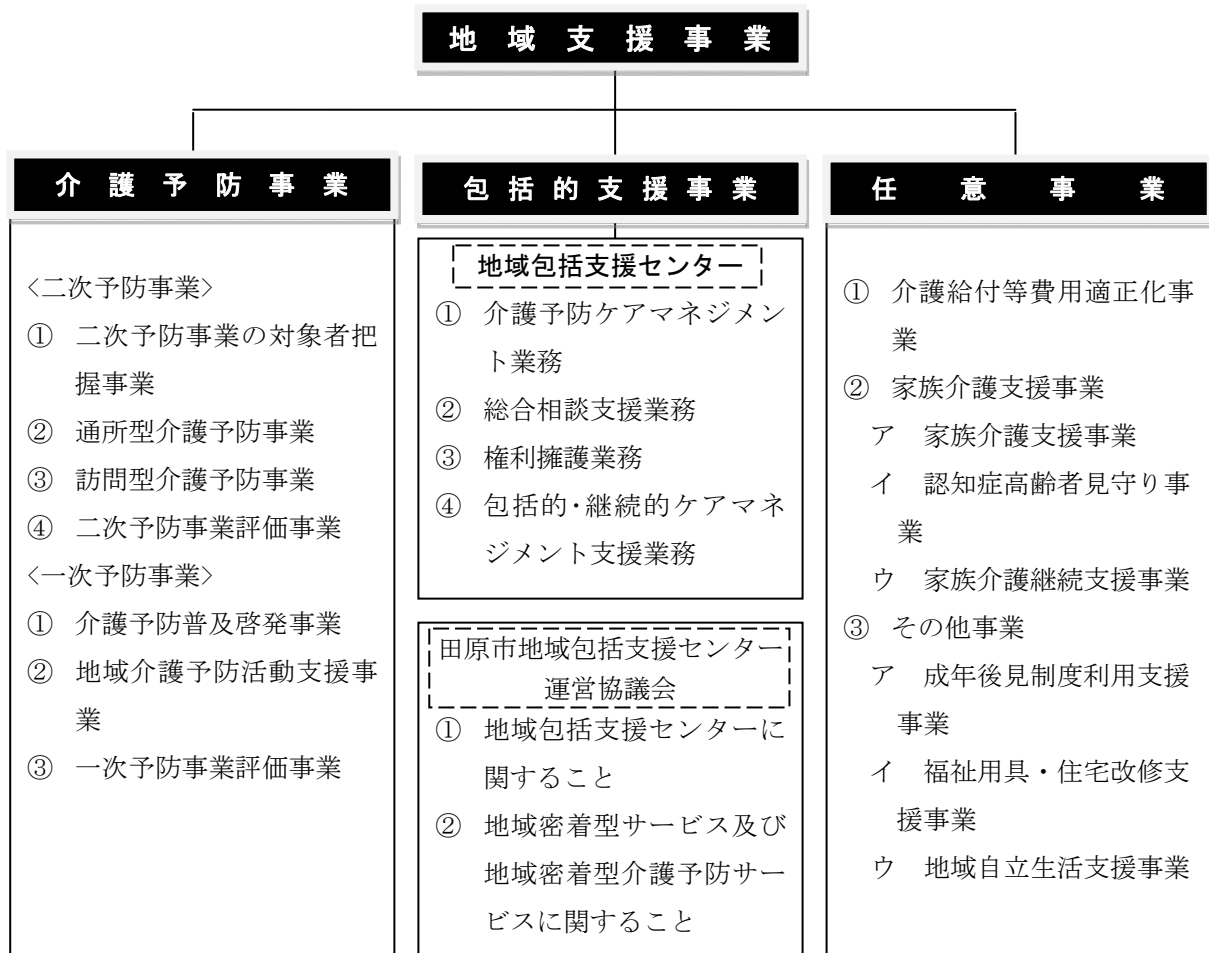 地域支援事業
介護予防事業
<二次予防事業>
① 二次予防事業の対象者把
握事業
② 通所型介護予防事業
③ 訪問型介護予防事業
④ 二次予防事業評価事業
<一次予防事業>
① 介護予防普及啓発事業
② 地域介護予防活動支援事
業
③ 一次予防事業評価事業
包括的支援事業
地域包括支援センター
① 介護予防ケアマネジメン
ト業務
② 総合相談支援業務
③ 権利擁護業務
④ 包括的･継続的ケアマネ
ジメント支援業務
田原市地域包括支援センター
運営協議会
① 地域包括支援センターに
関すること
② 地域密着型サービス及び
地域密着型介護予防サー
ビスに関すること
任意事業
① 介護給付等費用適正化事
業
② 家族介護支援事業
ア 家族介護支援事業
イ 認知症高齢者見守り事
業
ウ 家族介護継続支援事業
③ その他事業
ア 成年後見制度利用支援
事業
イ 福祉用具・住宅改修支
援事業
ウ 地域自立生活支援事業